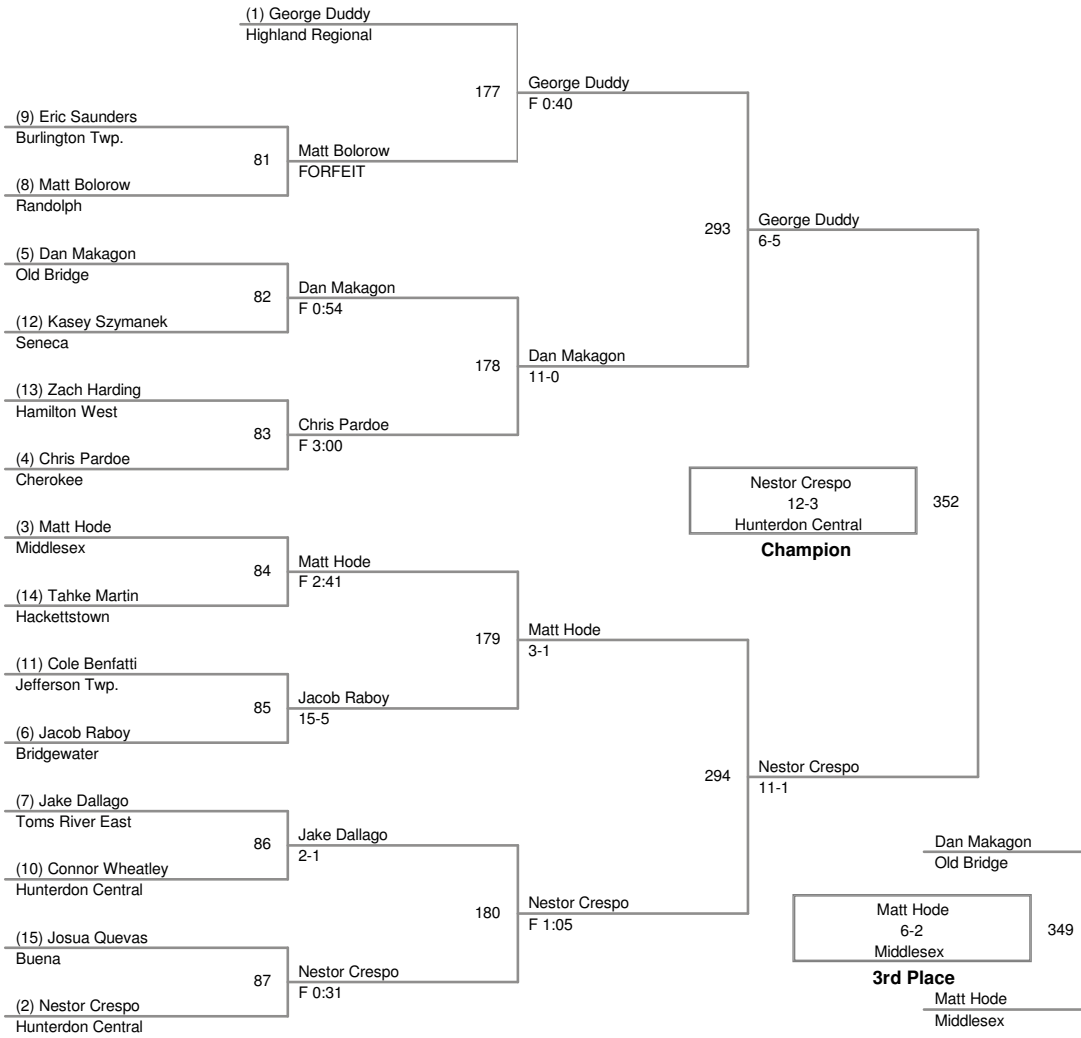 (1) George Duddy
Highland Regional
177
George Duddy
F 0:40
(9) Eric Saunders
Burlington Twp.
81
Matt Bolorow
FORFEIT
(8) Matt Bolorow
Randolph
293
George Duddy
6-5
(5) Dan Makagon
Old Bridge
82
Dan Makagon
F 0:54
(12) Kasey Szymanek
Seneca
178
Dan Makagon
11-0
(13) Zach Harding
Hamilton West
83
Chris Pardoe
F 3:00
(4) Chris Pardoe
Cherokee
Nestor Crespo
12-3
Hunterdon Central
352
Champion
(3) Matt Hode
Middlesex
84
Matt Hode
F 2:41
(14) Tahke Martin
Hackettstown
179
Matt Hode
3-1
(11) Cole Benfatti
Jefferson Twp.
85
Jacob Raboy
15-5
(6) Jacob Raboy
Bridgewater
294
Nestor Crespo
11-1
(7) Jake Dallago
Toms River East
86
Jake Dallago
2-1
(10) Connor Wheatley
Hunterdon Central
180
Nestor Crespo
F 1:05
(15) Josua Quevas
Buena
87
Nestor Crespo
F 0:31
(2) Nestor Crespo
Hunterdon Central
Dan Makagon
Old Bridge
Matt Hode
6-2
Middlesex
349
3rd Place
Matt Hode
Middlesex